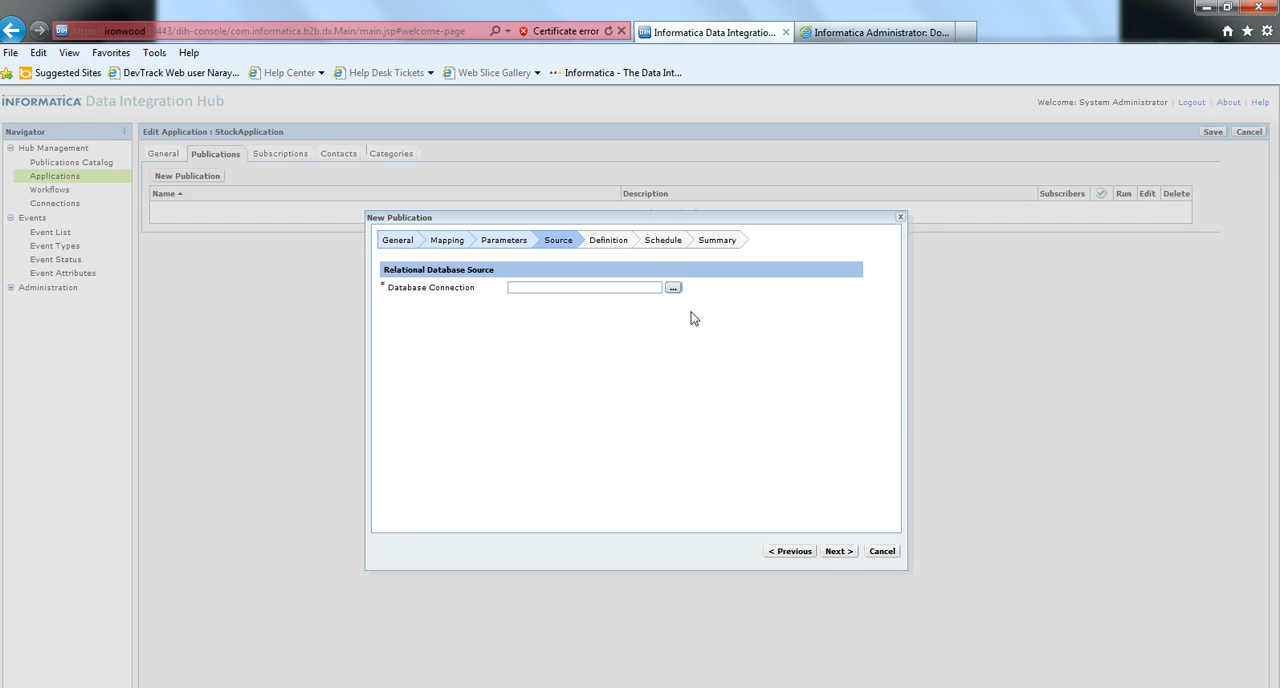 https://ironwood:8443/dih-console/com.informatica.b2b.dx.Main/main.jsp#welcome-page
Certificate error
Informatica Data Integratio...
Informatica Administrator: Do...
File Edit View Favorites Tools Help
Suggested Sites DevTrack Web user Naray... Help Center Help Desk Tickets Web Slice Gallery Informatica - The Data Int...
INFORMATICA Data Integration Hub
Welcome: System Administrator | Logout | About | Help
Navigator
Hub Management
Publications Catalog
Applications
Workflows
Connections
Events
Event List
Event Types
Event Status
Event Attributes
Administration
Edit Application : StockApplication
Save Cancel
General Publications Subscriptions Contacts Categories
New Publication
Name Description Subscribers Run Edit Delete
New Publication
General Mapping Parameters Source Definition Schedule Summary
Relational Database Source
* Database Connection ...
< Previous Next > Cancel